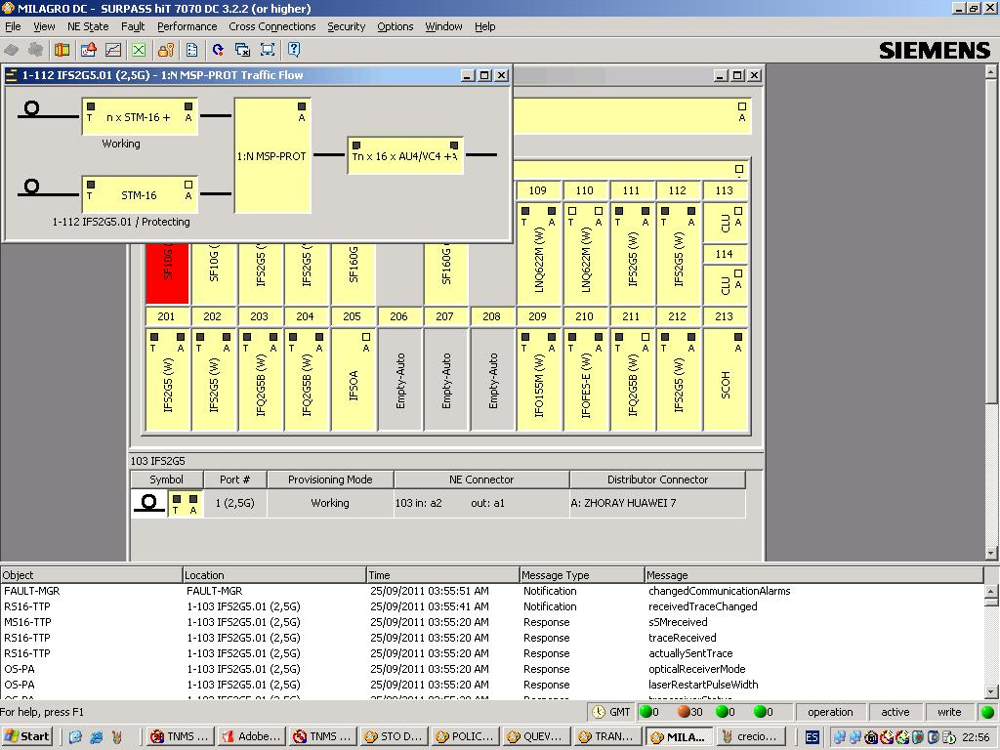 MILAGRO DC - SURPASS hiT 7070 DC 3.2.2 (or higher)
File View NE State Fault Performance Cross Connections Security Options Window Help
SIEMENS
1-112 IFS2G5.01 (2,5G) - 1:N MSP-PROT Traffic Flow
T n x STM-16 + A
Working
A
1:N MSP-PROT
Tn x 16 x AU4/VC4 +A
T STM-16 A
1-112 IFS2G5.01 / Protecting
A
109 110 111 112 113
T A T A T A T A A
LNQ622M (W) LNQ622M (W) IFS2G5 (W) IFS2G5 (W) CLU
114
CLU A
SF10G ( SF10G ( IFS2G5 ( IFS2G5 ( SF160G SF160G (
201 202 203 204 205 206 207 208 209 210 211 212 213
T A T A T A T A A T A T A T A T A A
IFS2G5 (W) IFS2G5 (W) IFQ2G5B (W) IFQ2G5B (W) IFSOA Empty-Auto Empty-Auto Empty-Auto IFO155M (W) IFOFES-E (W) IFQ2G5B (W) IFS2G5 (W) SCOH
103 IFS2G5
Symbol Port # Provisioning Mode NE Connector Distributor Connector
T A 1 (2,5G) Working 103 in: a2 out: a1 A: ZHORAY HUAWEI 7
Object Location Time Message Type Message
FAULT-MGR FAULT-MGR 25/09/2011 03:55:51 AM Notification changedCommunicationAlarms
RS16-TTP 1-103 IFS2G5.01 (2,5G) 25/09/2011 03:55:41 AM Notification receivedTraceChanged
MS16-TTP 1-103 IFS2G5.01 (2,5G) 25/09/2011 03:55:20 AM Response sSMreceived
RS16-TTP 1-103 IFS2G5.01 (2,5G) 25/09/2011 03:55:20 AM Response traceReceived
RS16-TTP 1-103 IFS2G5.01 (2,5G) 25/09/2011 03:55:20 AM Response actuallySentTrace
OS-PA 1-103 IFS2G5.01 (2,5G) 25/09/2011 03:55:20 AM Response opticalReceiverMode
OS-PA 1-103 IFS2G5.01 (2,5G) 25/09/2011 03:55:20 AM Response laserRestartPulseWidth
For help, press F1 GMT 0 30 0 0 operation active write
Start TNMS ... Adobe... TNMS ... STO D... POLIC... QUEV... TRAN... MILA... crecio... ES 22:56